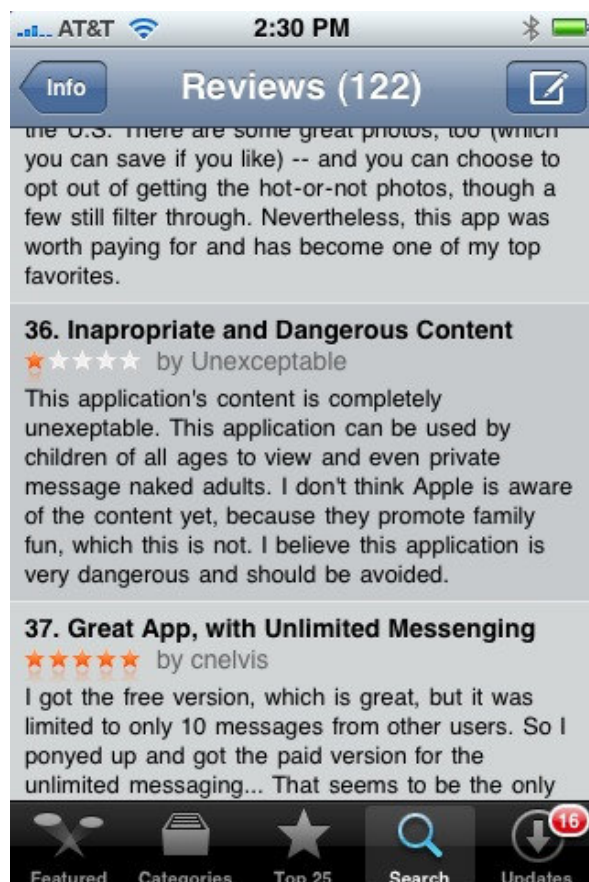 AT&T 2:30 PM
Info Reviews (122)
the U.S. There are some great photos, too (which
you can save if you like) -- and you can choose to
opt out of getting the hot-or-not photos, though a
few still filter through. Nevertheless, this app was
worth paying for and has become one of my top
favorites.
36. Inapropriate and Dangerous Content
by Unexceptable
This application's content is completely
unexeptable. This application can be used by
children of all ages to view and even private
message naked adults. I don't think Apple is aware
of the content yet, because they promote family
fun, which this is not. I believe this application is
very dangerous and should be avoided.
37. Great App, with Unlimited Messenging
by cnelvis
I got the free version, which is great, but it was
limited to only 10 messages from other users. So I
ponyed up and got the paid version for the
unlimited messaging... That seems to be the only
16
Featured Categories Top 25 Search Updates